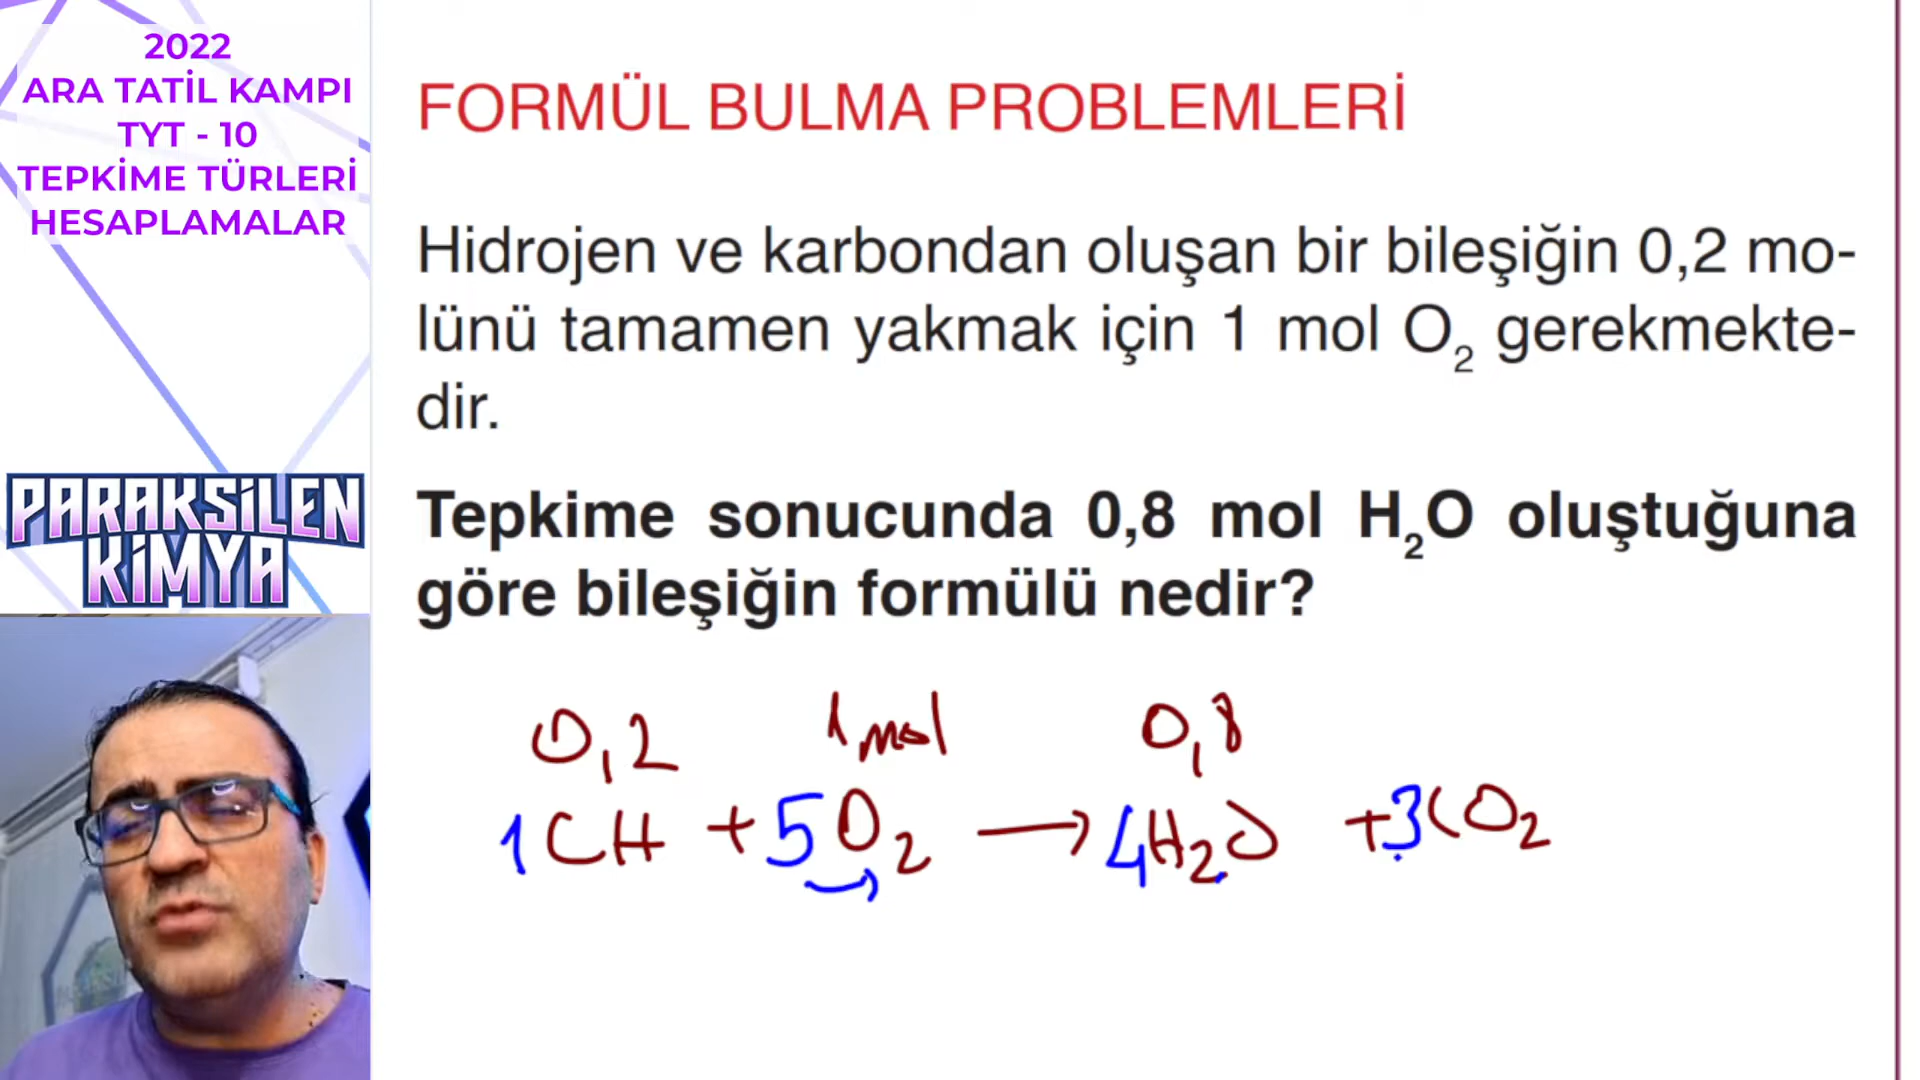 2022
ARA TATİL KAMPI
TYT - 10
TEPKİME TÜRLERİ
HESAPLAMALAR
PARAKSİLEN
KİMYA
FORMÜL BULMA PROBLEMLERİ
Hidrojen ve karbondan oluşan bir bileşiğin 0,2 mo-
lünü tamamen yakmak için 1 mol O₂ gerekmekte-
dir.
Tepkime sonucunda 0,8 mol H₂O oluştuğuna
göre bileşiğin formülü nedir?
0,2 1 mol 0,8
1CH + 5O₂ → 4H₂O + 3CO₂